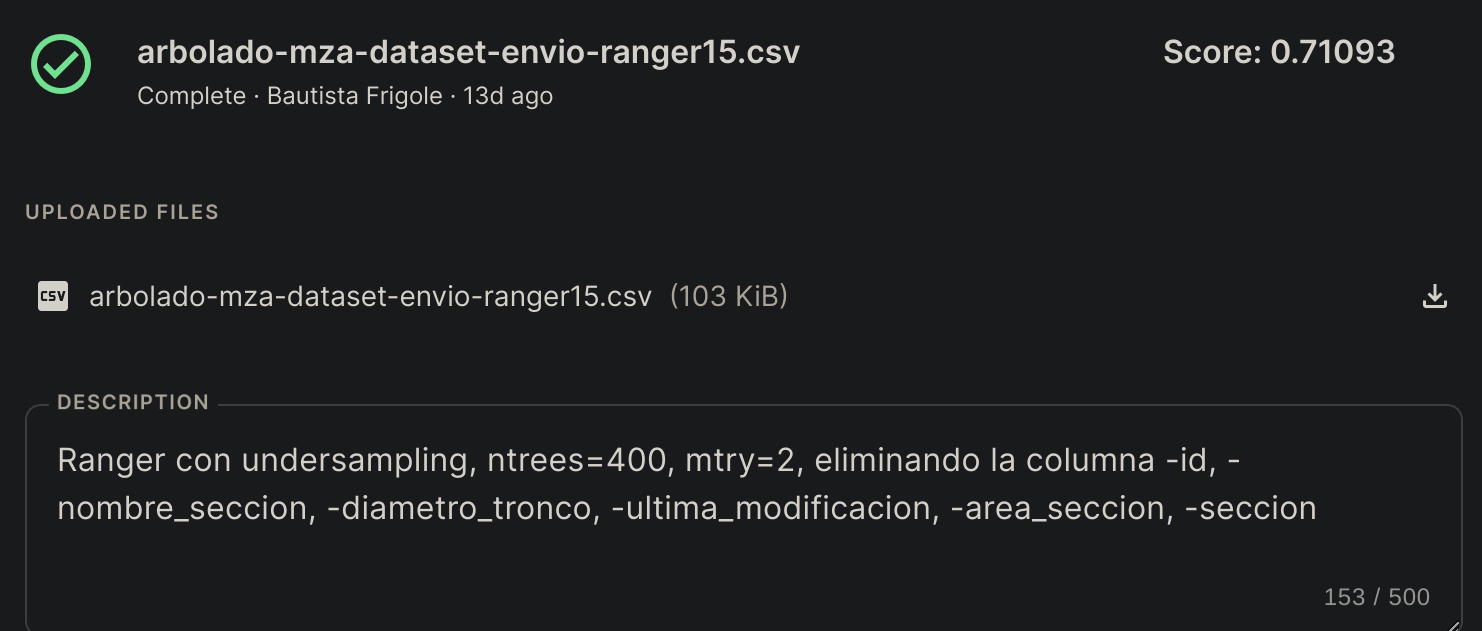 arbolado-mza-dataset-envio-ranger15.csv
Score: 0.71093
Complete · Bautista Frigole · 13d ago
UPLOADED FILES
CSV
arbolado-mza-dataset-envio-ranger15.csv (103 KiB)
DESCRIPTION
Ranger con undersampling, ntrees=400, mtry=2, eliminando la columna -id, -
nombre_seccion, -diametro_tronco, -ultima_modificacion, -area_seccion, -seccion
153 / 500